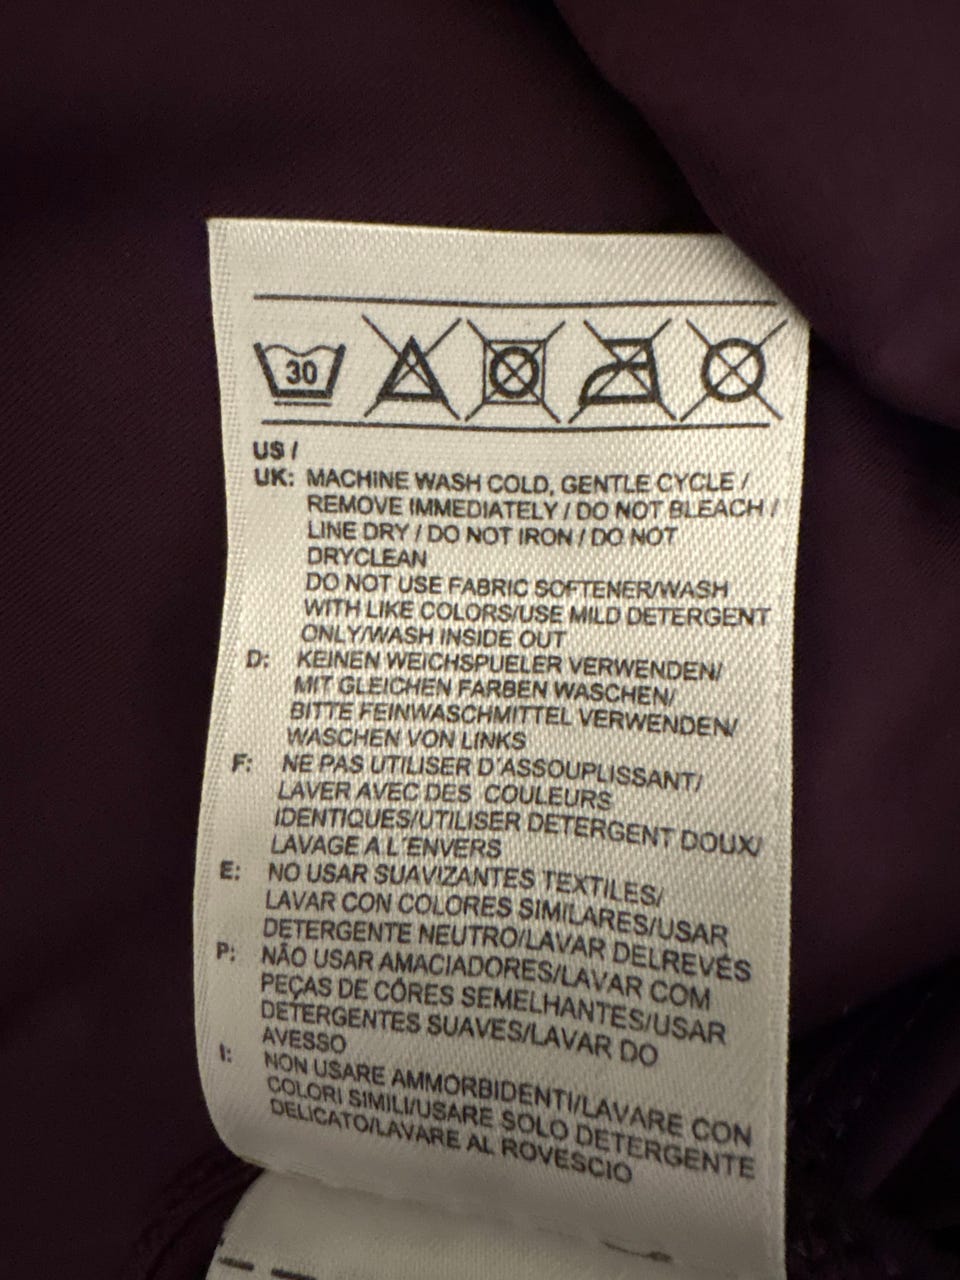 30
US /
UK: MACHINE WASH COLD, GENTLE CYCLE /
REMOVE IMMEDIATELY / DO NOT BLEACH /
LINE DRY / DO NOT IRON / DO NOT
DRYCLEAN
DO NOT USE FABRIC SOFTENER/WASH
WITH LIKE COLORS/USE MILD DETERGENT
ONLY/WASH INSIDE OUT
D: KEINEN WEICHSPUELER VERWENDEN/
MIT GLEICHEN FARBEN WASCHEN/
BITTE FEINWASCHMITTEL VERWENDEN/
WASCHEN VON LINKS
F: NE PAS UTILISER D'ASSOUPLISSANT/
LAVER AVEC DES COULEURS
IDENTIQUES/UTILISER DETERGENT DOUX/
LAVAGE A L'ENVERS
E: NO USAR SUAVIZANTES TEXTILES/
LAVAR CON COLORES SIMILARES/USAR
DETERGENTE NEUTRO/LAVAR DELREVÉS
P: NÃO USAR AMACIADORES/LAVAR COM
PEÇAS DE CÔRES SEMELHANTES/USAR
DETERGENTES SUAVES/LAVAR DO
AVESSO
I: NON USARE AMMORBIDENTI/LAVARE CON
COLORI SIMILI/USARE SOLO DETERGENTE
DELICATO/LAVARE AL ROVESCIO